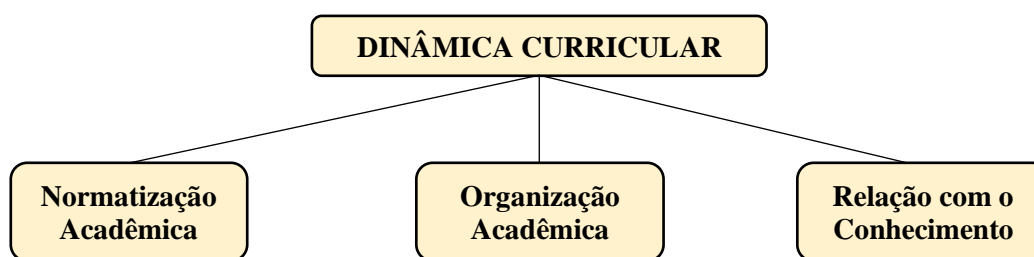 DINÂMICA CURRICULAR
Normatização
Acadêmica
Organização
Acadêmica
Relação com o
Conhecimento